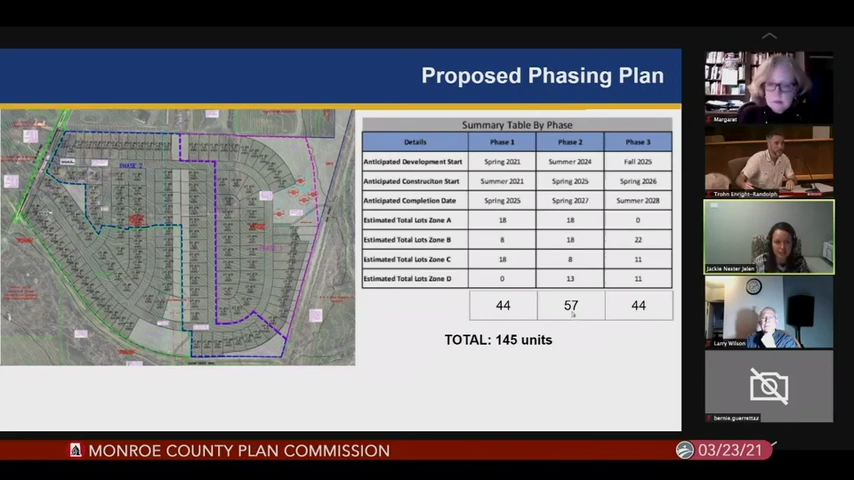 Proposed Phasing Plan
Summary Table By Phase
Details Phase 1 Phase 2 Phase 3
Anticipated Development Start Spring 2021 Summer 2024 Fall 2025
Anticipated Construciton Start Summer 2021 Spring 2025 Spring 2026
Anticipated Completion Date Spring 2025 Spring 2027 Summer 2028
Estimated Total Lots Zone A 18 18 0
Estimated Total Lots Zone B 8 18 22
Estimated Total Lots Zone C 18 8 11
Estimated Total Lots Zone D 0 13 11
44 57 44
TOTAL: 145 units
PHASE 2
Margaret
Trohn Enright-Randolph
Jackie Nester Jelen
Larry Wilson
bernie.guerrettaz
MONROE COUNTY PLAN COMMISSION
03/23/21